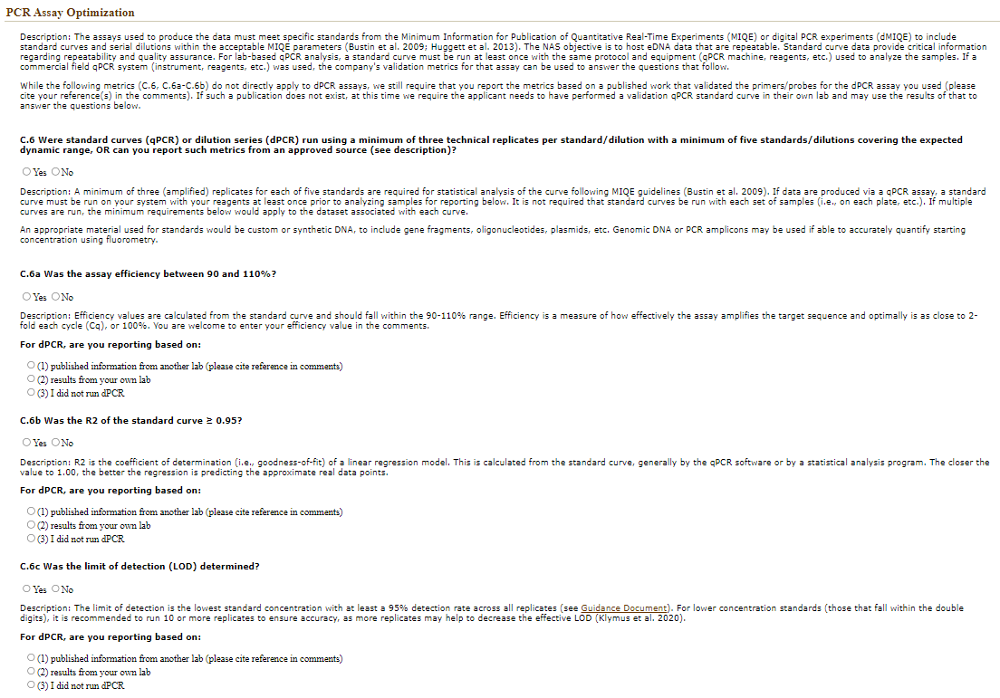 PCR Assay Optimization
Description: The assays used to produce the data must meet specific standards from the Minimum Information for Publication of Quantitative Real-Time Experiments (MIQE) or digital PCR experiments (dMIQE) to include
standard curves and serial dilutions within the acceptable MIQE parameters (Bustin et al. 2009; Huggett et al. 2013). The NAS objective is to host eDNA data that are repeatable. Standard curve data provide critical information
regarding repeatability and quality assurance. For lab-based qPCR analysis, a standard curve must be run at least once with the same protocol and equipment (qPCR machine, reagents, etc.) used to analyze the samples. If a
commercial field qPCR system (instrument, reagents, etc.) was used, the company's validation metrics for that assay can be used to answer the questions that follow.
While the following metrics (C.6, C.6a-C.6b) do not directly apply to dPCR assays, we still require that you report the metrics based on a published work that validated the primers/probes for the dPCR assay you used (please
cite your reference(s) in the comments). If such a publication does not exist, at this time we require the applicant needs to have performed a validation qPCR standard curve in their own lab and may use the results of that to
answer the questions below.
C.6 Were standard curves (qPCR) or dilution series (dPCR) run using a minimum of three technical replicates per standard/dilution with a minimum of five standards/dilutions covering the expected
dynamic range, OR can you report such metrics from an approved source (see description)?
Yes No
Description: A minimum of three (amplified) replicates for each of five standards are required for statistical analysis of the curve following MIQE guidelines (Bustin et al. 2009). If data are produced via a qPCR assay, a standard
curve must be run on your system with your reagents at least once prior to analyzing samples for reporting below. It is not required that standard curves be run with each set of samples (i.e., on each plate, etc.). If multiple
curves are run, the minimum requirements below would apply to the dataset associated with each curve.
An appropriate material used for standards would be custom or synthetic DNA, to include gene fragments, oligonucleotides, plasmids, etc. Genomic DNA or PCR amplicons may be used if able to accurately quantify starting
concentration using fluorometry.
C.6a Was the assay efficiency between 90 and 110%?
Yes No
Description: Efficiency values are calculated from the standard curve and should fall within the 90-110% range. Efficiency is a measure of how effectively the assay amplifies the target sequence and optimally is as close to 2-
fold each cycle (Cq), or 100%. You are welcome to enter your efficiency value in the comments.
For dPCR, are you reporting based on:
(1) published information from another lab (please cite reference in comments)
(2) results from your own lab
(3) I did not run dPCR
C.6b Was the R2 of the standard curve ≥ 0.95?
Yes No
Description: R2 is the coefficient of determination (i.e., goodness-of-fit) of a linear regression model. This is calculated from the standard curve, generally by the qPCR software or by a statistical analysis program. The closer the
value to 1.00, the better the regression is predicting the approximate real data points.
For dPCR, are you reporting based on:
(1) published information from another lab (please cite reference in comments)
(2) results from your own lab
(3) I did not run dPCR
C.6c Was the limit of detection (LOD) determined?
Yes No
Description: The limit of detection is the lowest standard concentration with at least a 95% detection rate across all replicates (see Guidance Document). For lower concentration standards (those that fall within the double
digits), it is recommended to run 10 or more replicates to ensure accuracy, as more replicates may help to decrease the effective LOD (Klymus et al. 2020).
For dPCR, are you reporting based on:
(1) published information from another lab (please cite reference in comments)
(2) results from your own lab
(3) I did not run dPCR